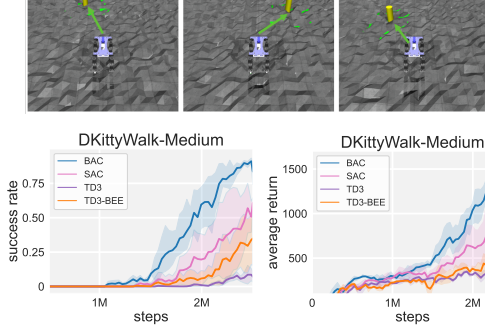 DKittyWalk-Medium
success rate
0.75
0.50
0.25
0
BAC
SAC
TD3
TD3-BEE
1M
2M
steps
DKittyWalk-Medium
average return
1500
1000
500
BAC
SAC
TD3
TD3-BEE
0
1M
2M
steps